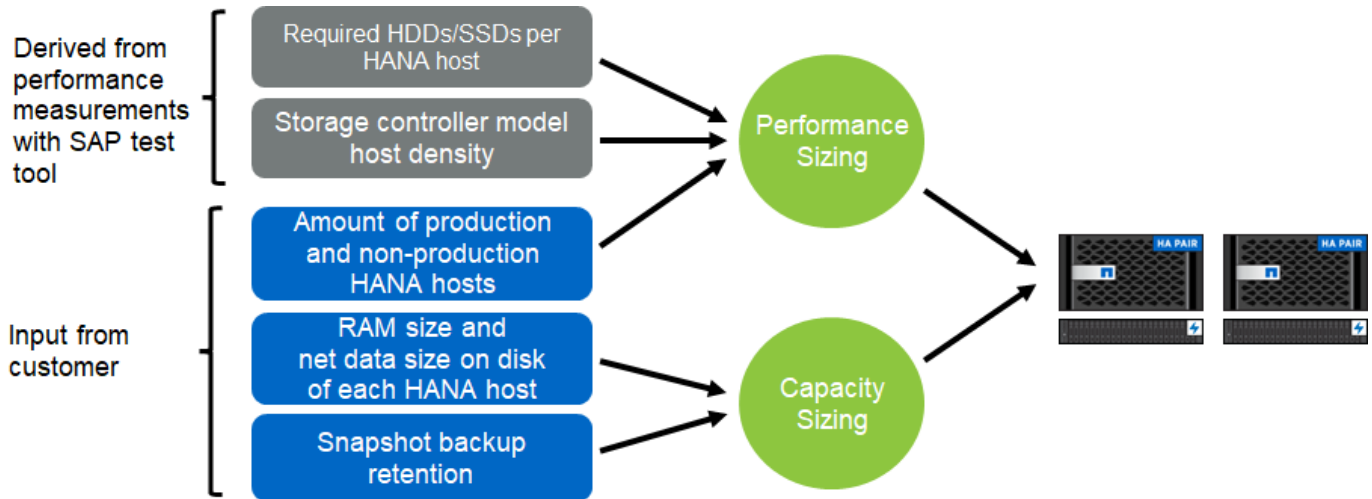 Derived from
performance
measurements
with SAP test
tool
Required HDDs/SSDs per
HANA host
Storage controller model
host density
Input from
customer
Amount of production
and non-production
HANA hosts
RAM size and
net data size on disk
of each HANA host
Snapshot backup
retention
Performance
Sizing
Capacity
Sizing
HA PAIR
HA PAIR